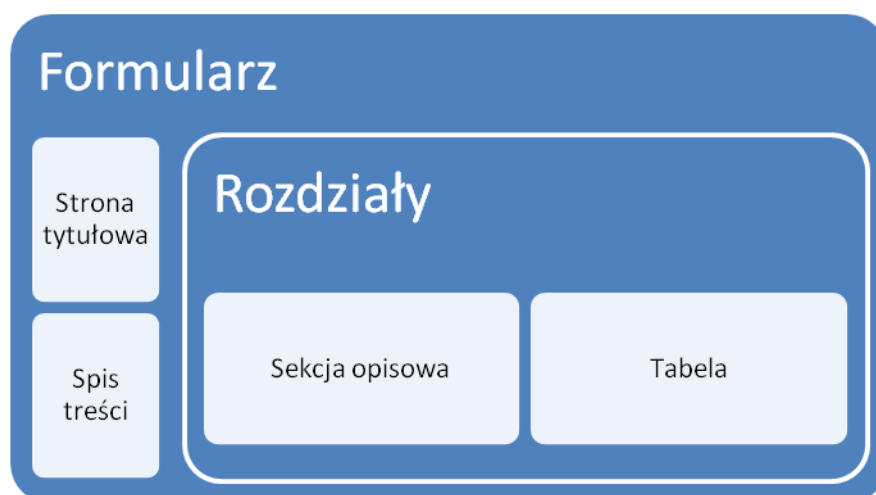 Formularz
Strona
tytułowa
Spis
treści
Rozdziały
Sekcja opisowa
Tabela